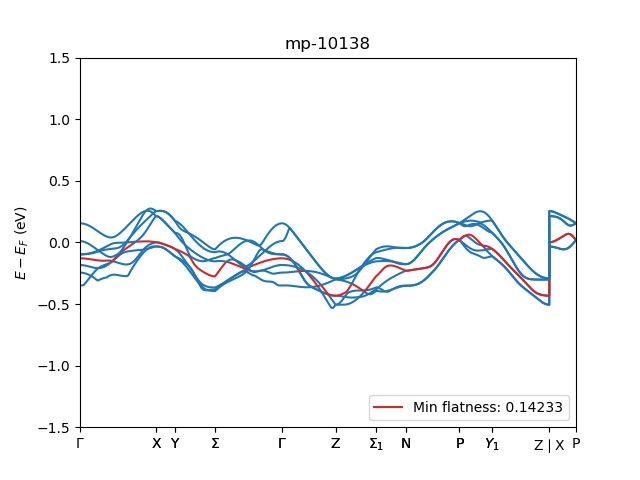 mp-10138
1.5
1.0
0.5
0.0
−0.5
−1.0
−1.5
E − E_F (eV)
Min flatness: 0.14233
Γ X Y Σ Γ Z Σ₁ N P Y₁ Z | X P